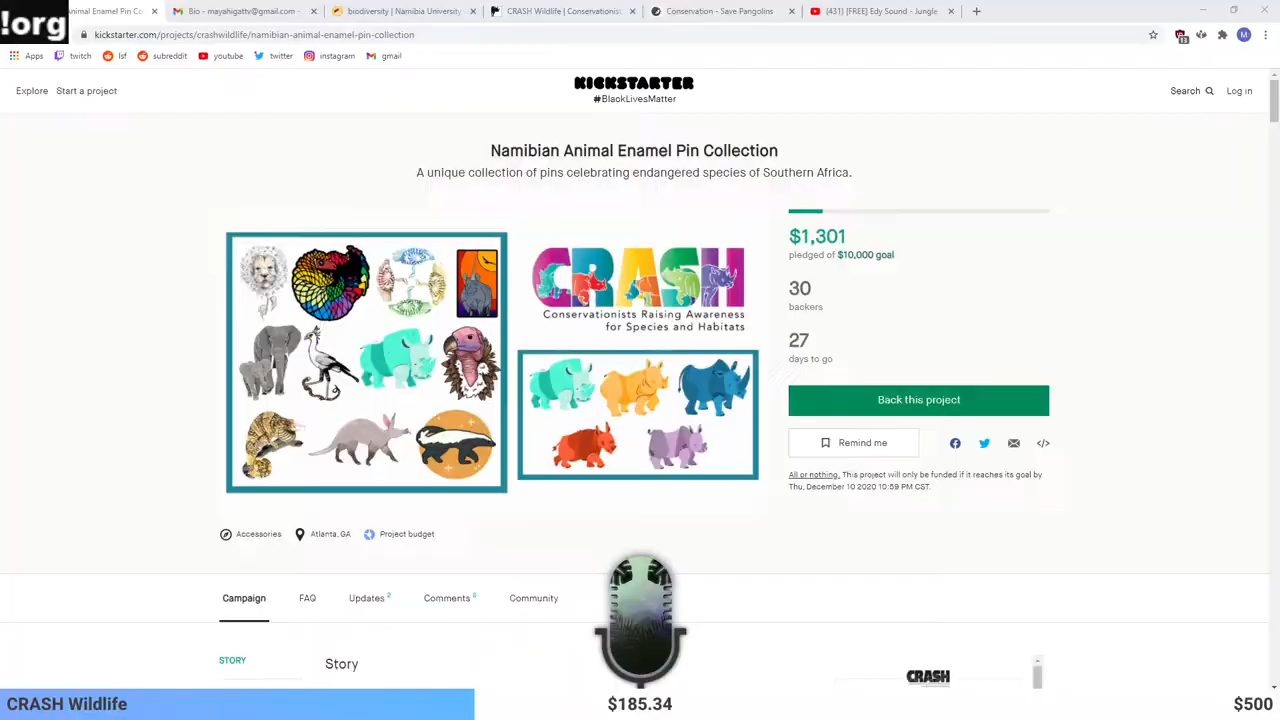 !org
Animal Enamel Pin Co
Bio - mayahigattv@gmail.com -
biodiversity | Namibia University
CRASH Wildlife | Conservationist
Conservation - Save Pangolins
(431) [FREE] Edy Sound - Jungle
kickstarter.com/projects/crashwildlife/namibian-animal-enamel-pin-collection
13
M
Apps
twitch
lsf
subreddit
youtube
twitter
instagram
gmail
Explore
Start a project
KICKSTARTER
#BlackLivesMatter
Search
Log in
Namibian Animal Enamel Pin Collection
A unique collection of pins celebrating endangered species of Southern Africa.
CRASH
Conservationists Raising Awareness
for Species and Habitats
$1,301
pledged of $10,000 goal
30
backers
27
days to go
Back this project
Remind me
All or nothing. This project will only be funded if it reaches its goal by
Thu, December 10 2020 10:59 PM CST.
Accessories
Atlanta, GA
Project budget
Campaign
FAQ
Updates 2
Comments 6
Community
STORY
Story
CRASH
CRASH Wildlife
$185.34
$500